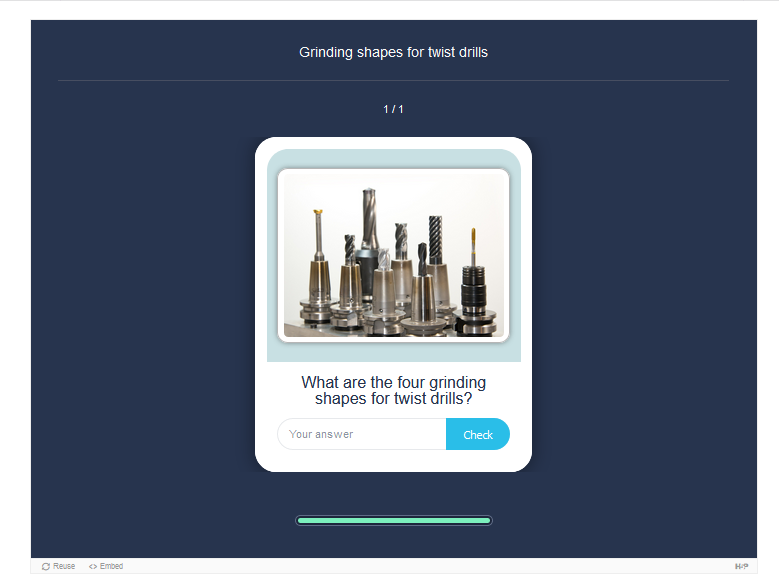 Grinding shapes for twist drills
1 / 1
What are the four grinding
shapes for twist drills?
Your answer
Check
Reuse
<> Embed
H5P